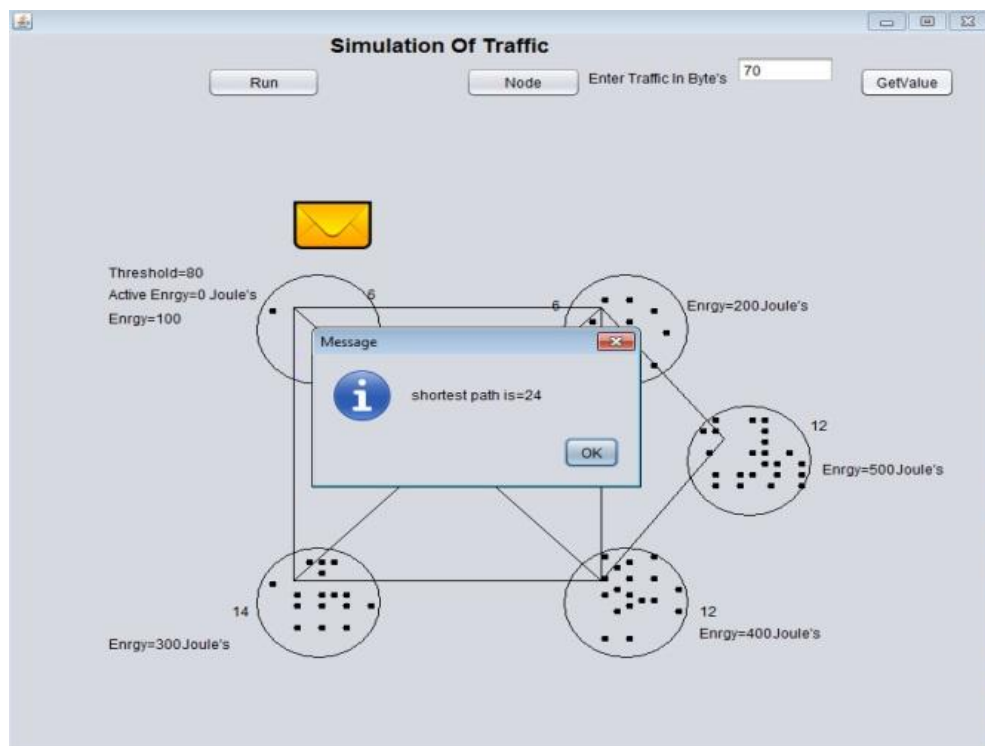 Simulation Of Traffic
Run
Node
Enter Traffic In Byte's
70
GetValue
Threshold=80
Active Enrgy=0 Joule's
Enrgy=100
6
6
Enrgy=200Joule's
Message
shortest path is=24
OK
12
Enrgy=500Joule's
14
Enrgy=300Joule's
12
Enrgy=400Joule's